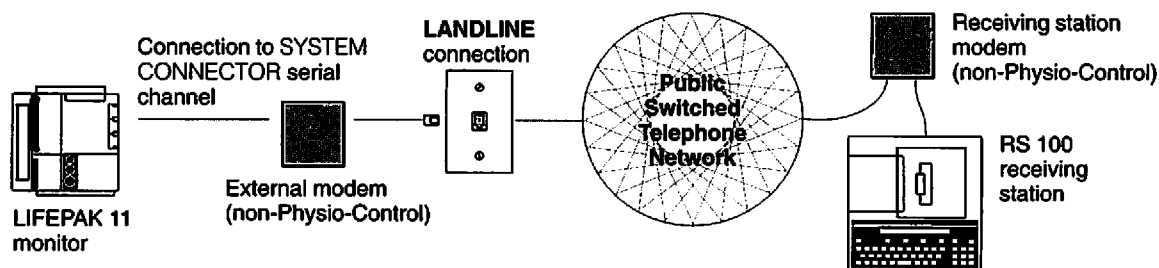 Connection to SYSTEM
CONNECTOR serial
channel
LANDLINE
connection
Public
Switched
Telephone
Network
Receiving station
modem
(non-Physio-Control)
LIFEPAK 11
monitor
External modem
(non-Physio-Control)
RS 100
receiving
station